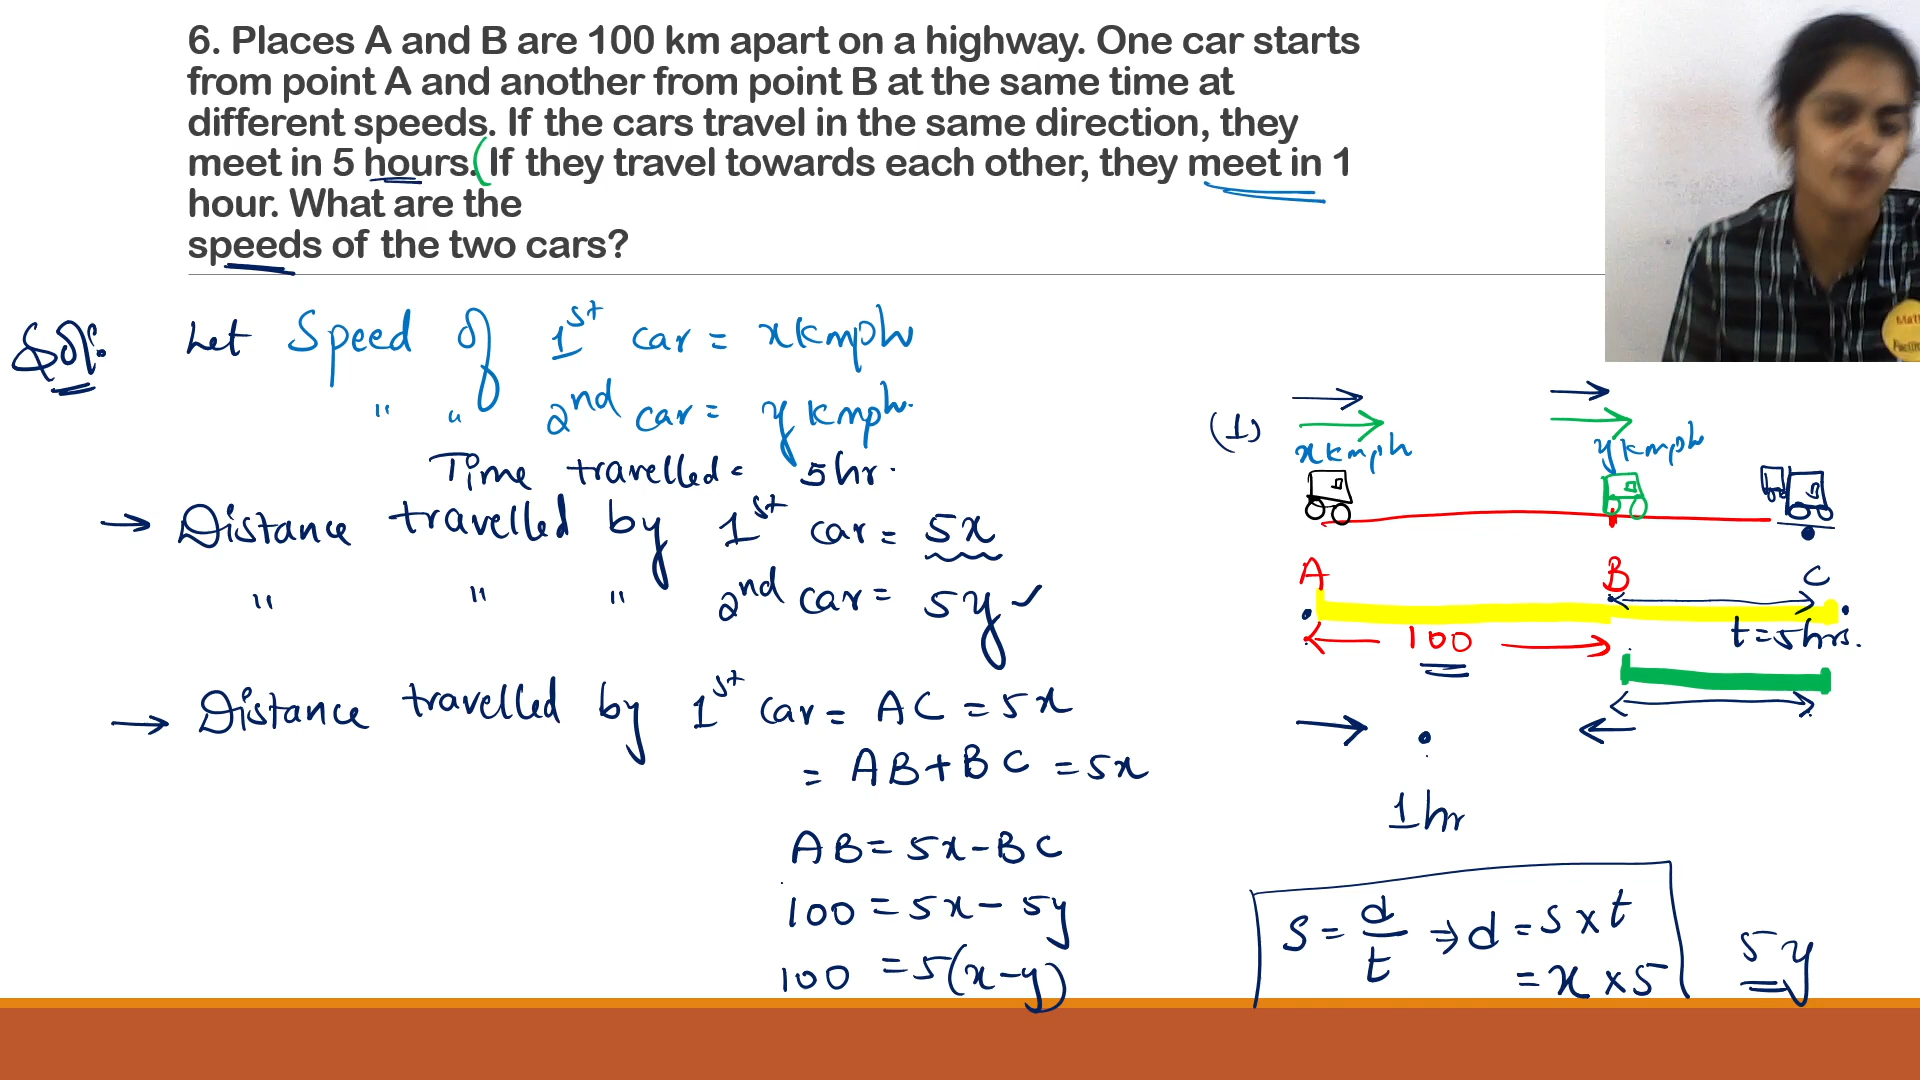 6. Places A and B are 100 km apart on a highway. One car starts
from point A and another from point B at the same time at
different speeds. If the cars travel in the same direction, they
meet in 5 hours. (If they travel towards each other, they meet in 1
hour. What are the
speeds of the two cars?
Sol:
Let Speed of 1st car = x kmph
" " 2nd car = y kmph.
Time travelled = 5hr.
→ Distance travelled by 1st car = 5x
" " " 2nd car = 5y ✓
→ Distance travelled by 1st car = AC = 5x
= AB + BC = 5x
AB = 5x - BC
100 = 5x - 5y
100 = 5(x-y)
(1)
x kmph y kmph
A B C
100 t = 5hrs.
1hr
S = d/t ⇒ d = s × t
= x × 5
5y